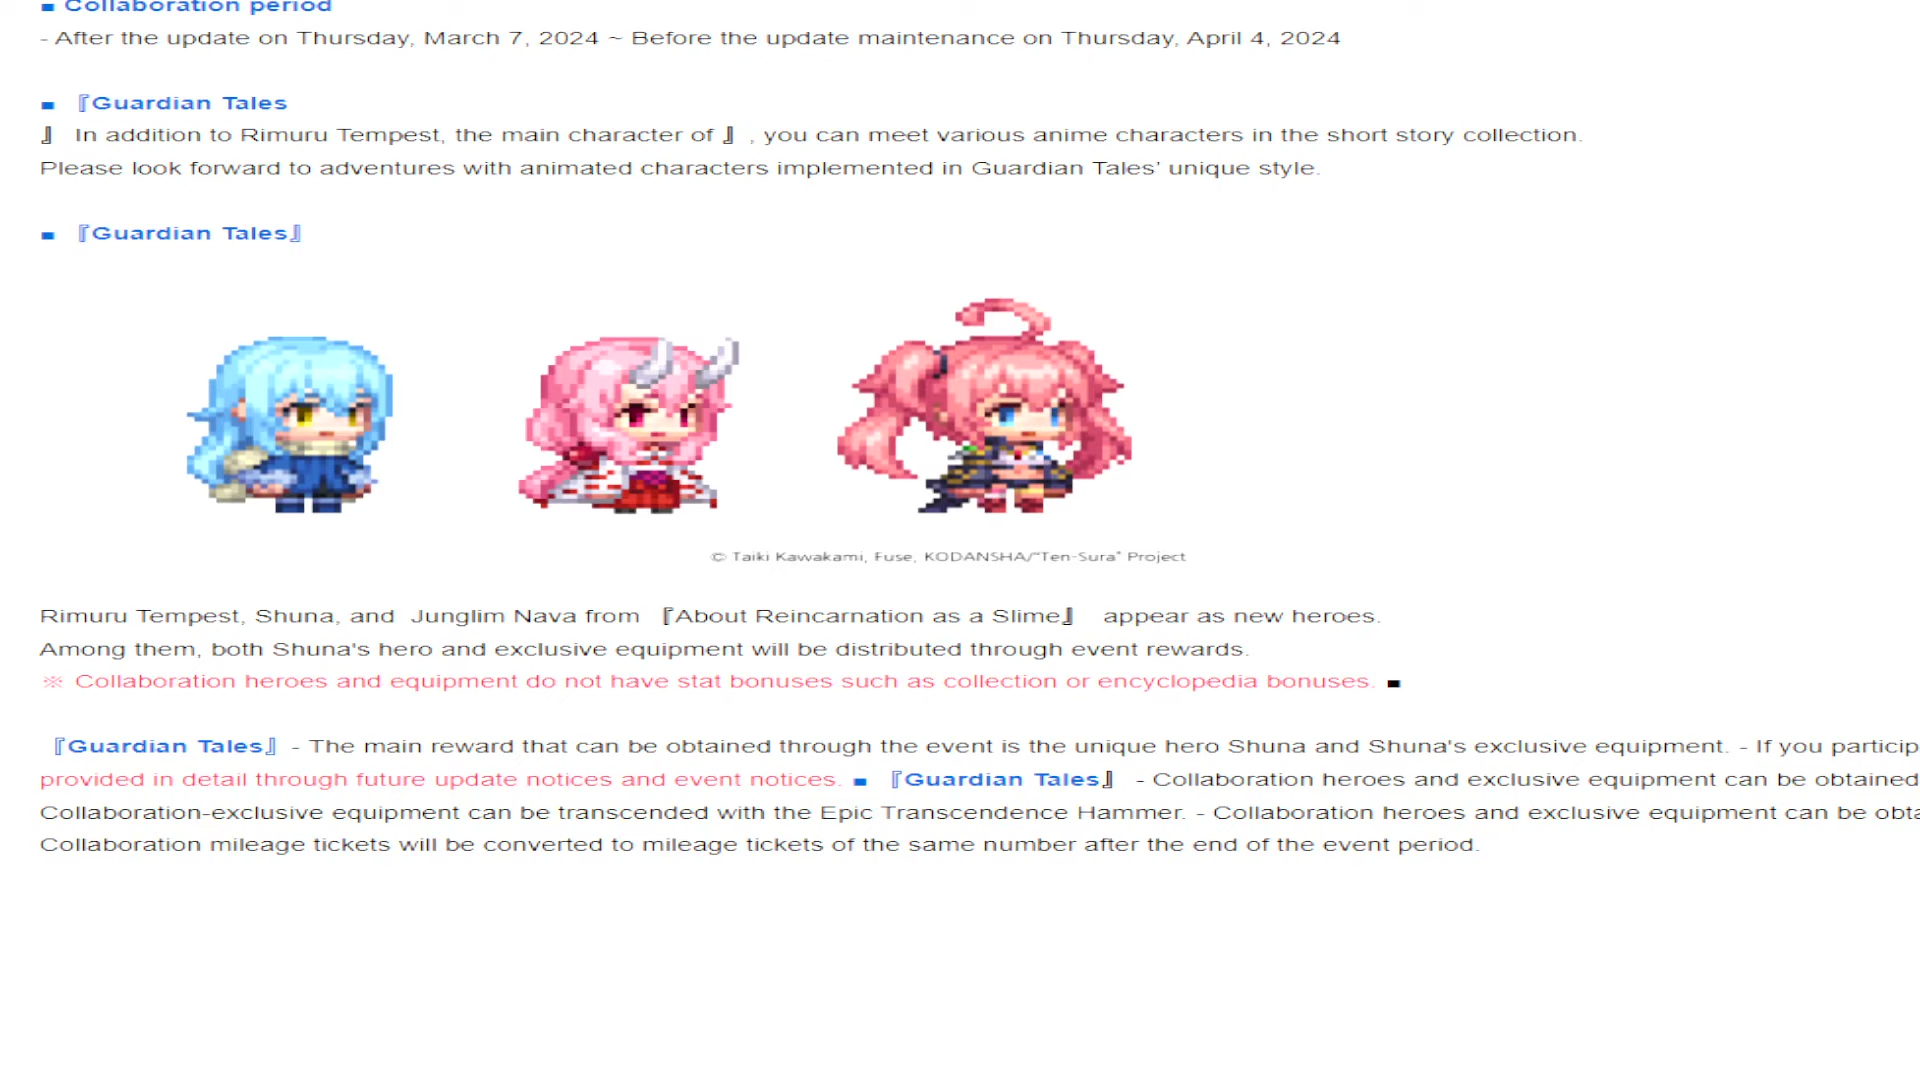 ■ Collaboration period
- After the update on Thursday, March 7, 2024 ~ Before the update maintenance on Thursday, April 4, 2024
■ 『Guardian Tales
』 In addition to Rimuru Tempest, the main character of 』 , you can meet various anime characters in the short story collection.
Please look forward to adventures with animated characters implemented in Guardian Tales’ unique style.
■ 『Guardian Tales』
© Taiki Kawakami, Fuse, KODANSHA/“Ten-Sura” Project
Rimuru Tempest, Shuna, and Junglim Nava from 『About Reincarnation as a Slime』 appear as new heroes.
Among them, both Shuna's hero and exclusive equipment will be distributed through event rewards.
※ Collaboration heroes and equipment do not have stat bonuses such as collection or encyclopedia bonuses. ■
『Guardian Tales』 - The main reward that can be obtained through the event is the unique hero Shuna and Shuna's exclusive equipment. - If you particip
provided in detail through future update notices and event notices. ■ 『Guardian Tales』 - Collaboration heroes and exclusive equipment can be obtained
Collaboration-exclusive equipment can be transcended with the Epic Transcendence Hammer. - Collaboration heroes and exclusive equipment can be obta
Collaboration mileage tickets will be converted to mileage tickets of the same number after the end of the event period.